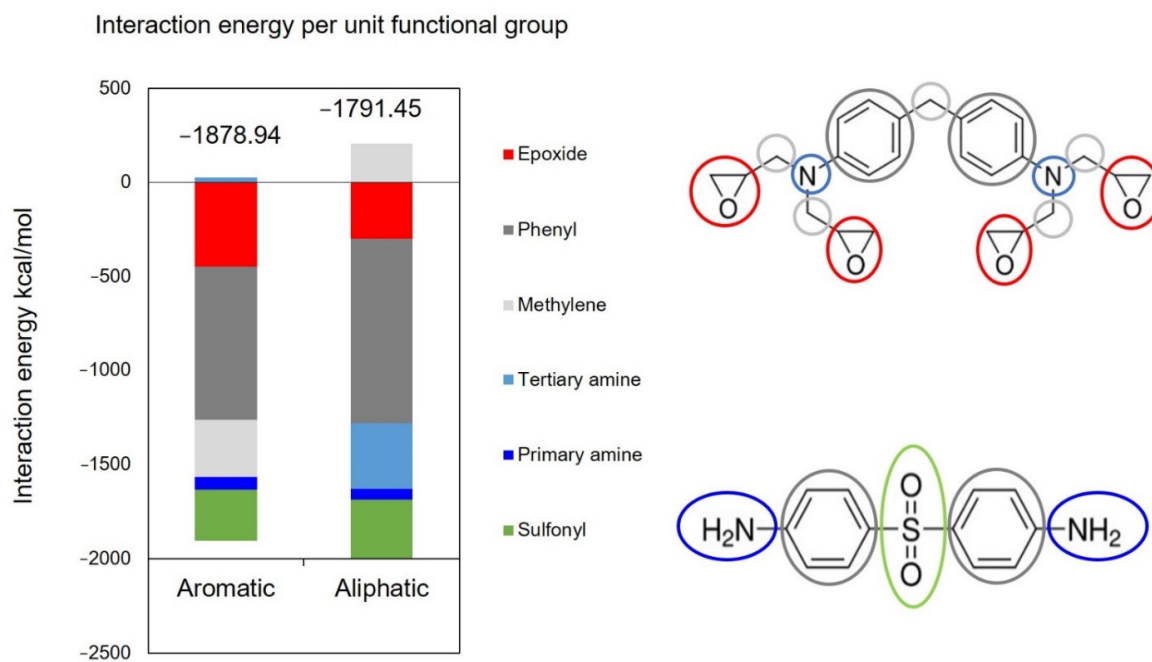 Interaction energy per unit functional group
Interaction energy kcal/mol
500
0
−500
−1000
−1500
−2000
−2500
−1878.94
−1791.45
Aromatic
Aliphatic
Epoxide
Phenyl
Methylene
Tertiary amine
Primary amine
Sulfonyl
N
N
O
O
O
O
H₂N
O
S
O
NH₂